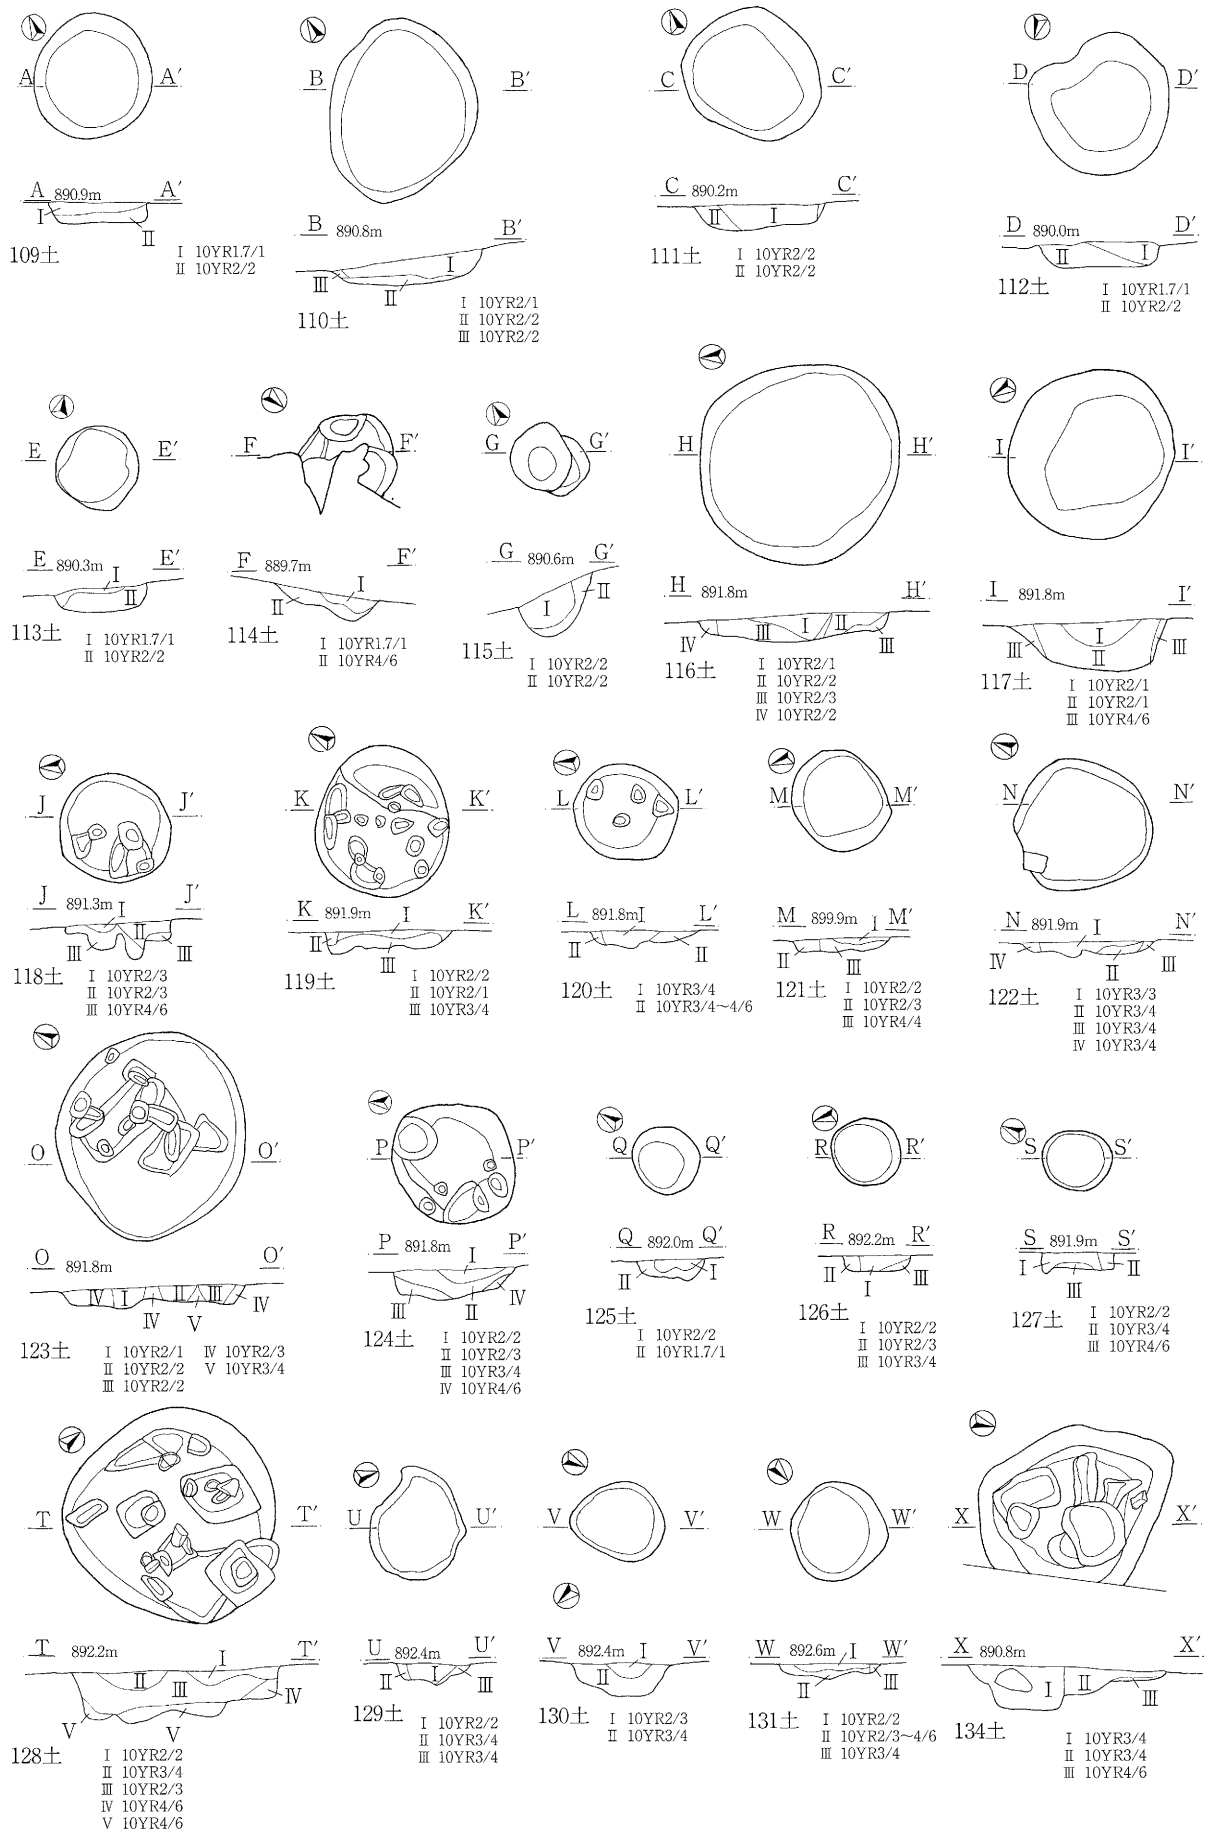 A A′
A 890.9m A′
I
II
109土
I 10YR1.7/1
II 10YR2/2
B B′
B 890.8m B′
I
III
II
110土
I 10YR2/1
II 10YR2/2
III 10YR2/2
C C′
C 890.2m C′
II I
111土
I 10YR2/2
II 10YR2/2
D D′
D 890.0m D′
II I
112土
I 10YR1.7/1
II 10YR2/2
E E′
E 890.3m E′
I
II
113土
I 10YR1.7/1
II 10YR2/2
F F′
F 889.7m F′
I
II
114土
I 10YR1.7/1
II 10YR4/6
G G′
G 890.6m G′
I II
115土
I 10YR2/2
II 10YR2/2
H H′
H 891.8m H′
IV III I II III
116土
I 10YR2/1
II 10YR2/2
III 10YR2/3
IV 10YR2/2
I I′
I 891.8m I′
III I III
II
117土
I 10YR2/1
II 10YR2/1
III 10YR4/6
J J′
J 891.3m J′
I
II
III III
118土
I 10YR2/3
II 10YR2/3
III 10YR4/6
K K′
K 891.9m K′
I
II
III
119土
I 10YR2/2
II 10YR2/1
III 10YR3/4
L L′
L 891.8m I L′
II II
120土
I 10YR3/4
II 10YR3/4~4/6
M M′
M 899.9m M′
I
II III
121土
I 10YR2/2
II 10YR2/3
III 10YR4/4
N N′
N 891.9m N′
I
IV II III
122土
I 10YR3/3
II 10YR3/4
III 10YR3/4
IV 10YR3/4
O O′
O 891.8m O′
IV I II III IV
IV V
123土
I 10YR2/1 IV 10YR2/3
II 10YR2/2 V 10YR3/4
III 10YR2/2
P P′
P 891.8m P′
I
III II IV
124土
I 10YR2/2
II 10YR2/3
III 10YR3/4
IV 10YR4/6
Q Q′
Q 892.0m Q′
II I
125土
I 10YR2/2
II 10YR1.7/1
R R′
R 892.2m R′
II I III
126土
I 10YR2/2
II 10YR2/3
III 10YR3/4
S S′
S 891.9m S′
I II
III
127土
I 10YR2/2
II 10YR3/4
III 10YR4/6
T T′
T 892.2m T′
I
II
III IV
V V
128土
I 10YR2/2
II 10YR3/4
III 10YR2/3
IV 10YR4/6
V 10YR4/6
U U′
U 892.4m U′
II I III
129土
I 10YR2/2
II 10YR3/4
III 10YR3/4
V V′
V 892.4m V′
I
II
130土
I 10YR2/3
II 10YR3/4
W W′
W 892.6m W′
I
II III
131土
I 10YR2/2
II 10YR2/3~4/6
III 10YR3/4
X X′
X 890.8m X′
I II III
134土
I 10YR3/4
II 10YR3/4
III 10YR4/6